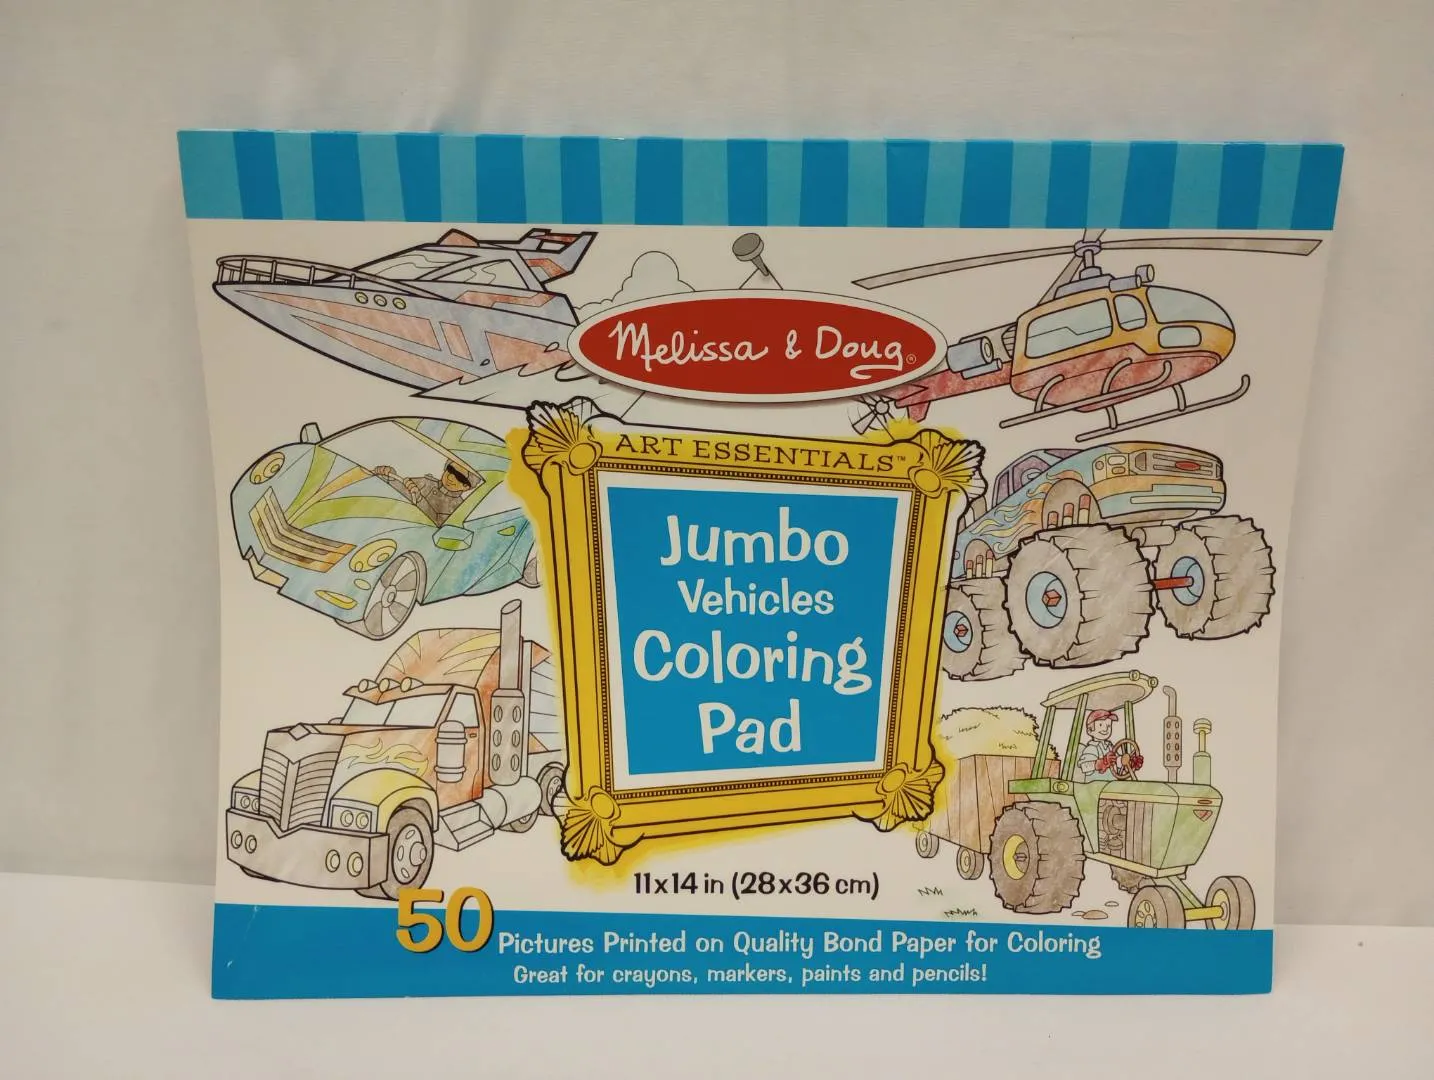 Melissa & Doug®
ART ESSENTIALS™
Jumbo
Vehicles
Coloring
Pad
11x14 in (28x36 cm)
50 Pictures Printed on Quality Bond Paper for Coloring
Great for crayons, markers, paints and pencils!